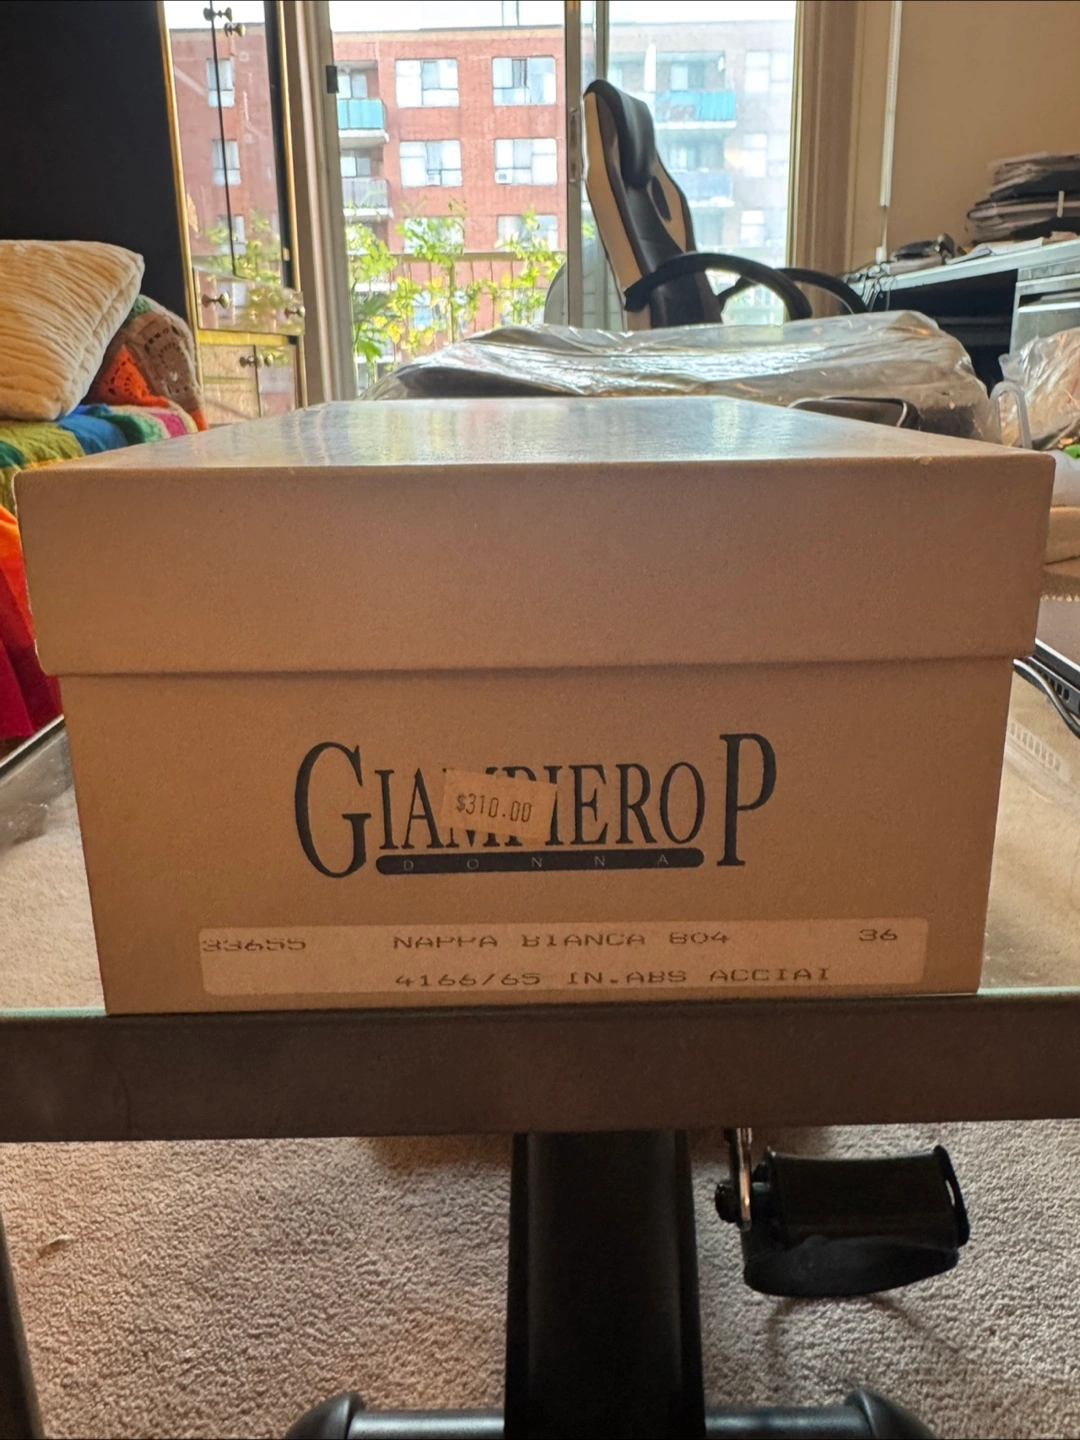 GIAMPIERO P
$310.00
DONNA
33655 NAPPA BIANCA 804 36
4166/65 IN.ABS ACCIAI